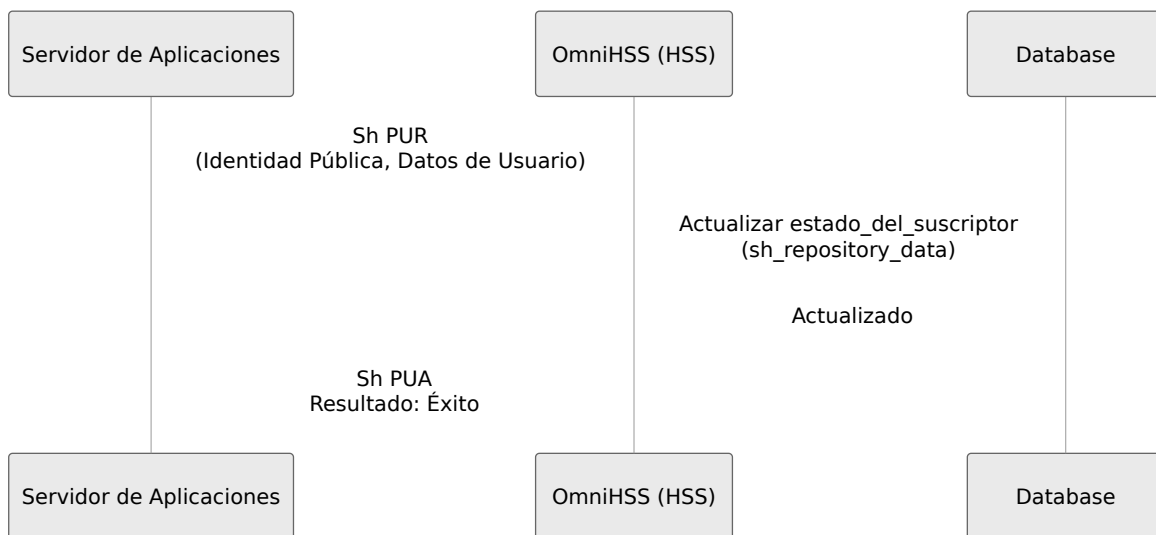 Servidor de Aplicaciones
OmniHSS (HSS)
Database
Sh PUR
(Identidad Pública, Datos de Usuario)
Actualizar estado_del_suscriptor
(sh_repository_data)
Actualizado
Sh PUA
Resultado: Éxito
Servidor de Aplicaciones
OmniHSS (HSS)
Database